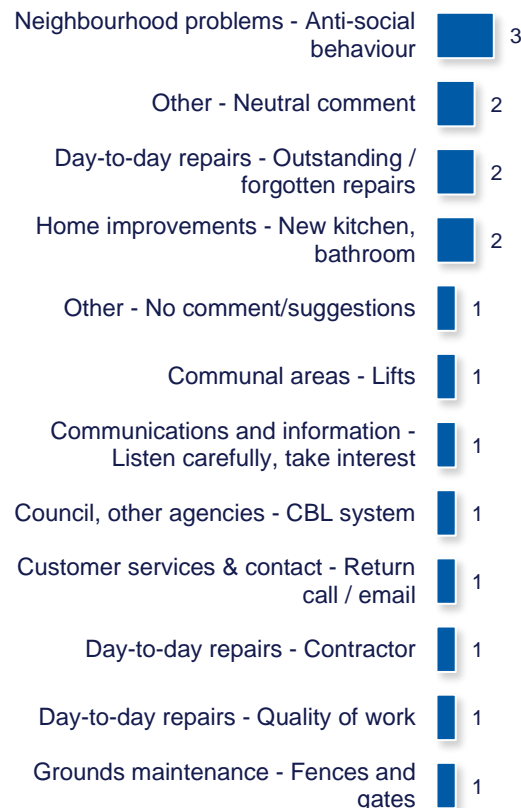 Neighbourhood problems - Anti-social
behaviour
3
Other - Neutral comment
2
Day-to-day repairs - Outstanding /
forgotten repairs
2
Home improvements - New kitchen,
bathroom
2
Other - No comment/suggestions
1
Communal areas - Lifts
1
Communications and information -
Listen carefully, take interest
1
Council, other agencies - CBL system
1
Customer services & contact - Return
call / email
1
Day-to-day repairs - Contractor
1
Day-to-day repairs - Quality of work
1
Grounds maintenance - Fences and
gates
1